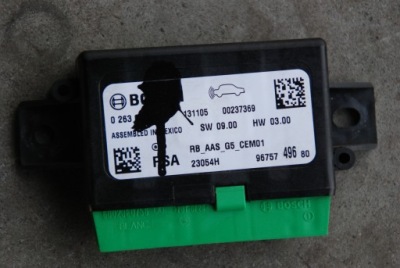 BO
0 263 131105 00237369
ASSEMBLED IN MEXICO SW 09.00 HW 03.00
RB_AAS_G5_CEM01
PSA 23054H 96757 496 80